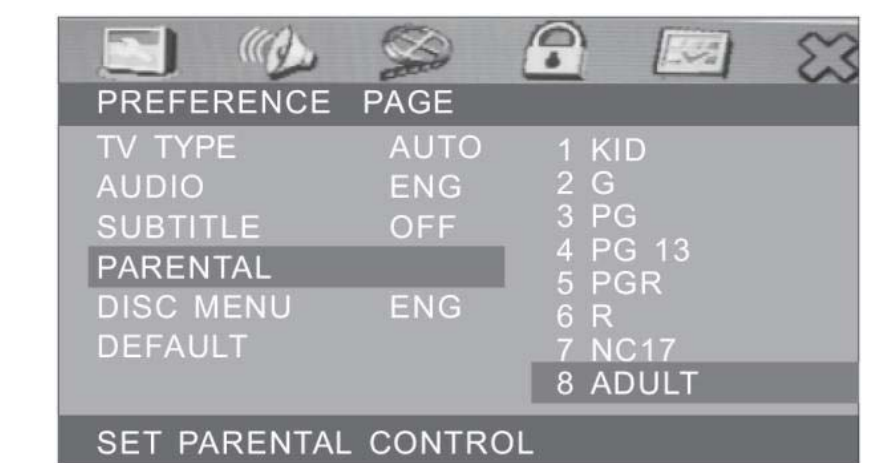 PREFERENCE PAGE
TV TYPE AUTO
AUDIO ENG
SUBTITLE OFF
PARENTAL
DISC MENU ENG
DEFAULT
1 KID
2 G
3 PG
4 PG 13
5 PGR
6 R
7 NC17
8 ADULT
SET PARENTAL CONTROL